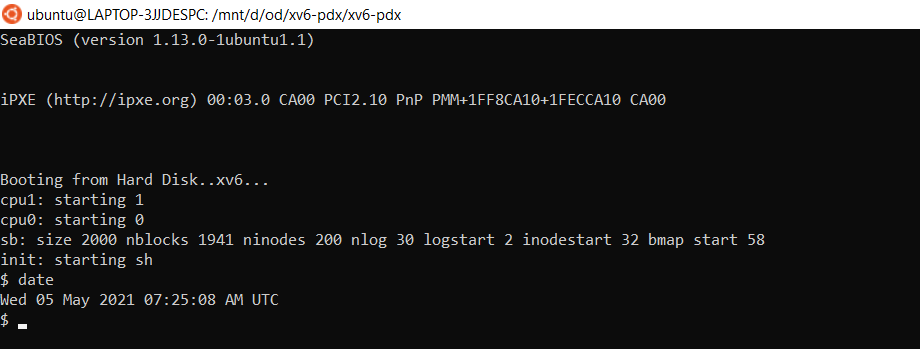 ubuntu@LAPTOP-3JJDESPC: /mnt/d/od/xv6-pdx/xv6-pdx
SeaBIOS (version 1.13.0-1ubuntu1.1)
iPXE (http://ipxe.org) 00:03.0 CA00 PCI2.10 PnP PMM+1FF8CA10+1FECCA10 CA00
Booting from Hard Disk..xv6...
cpu1: starting 1
cpu0: starting 0
sb: size 2000 nblocks 1941 ninodes 200 nlog 30 logstart 2 inodestart 32 bmap start 58
init: starting sh
$ date
Wed 05 May 2021 07:25:08 AM UTC
$